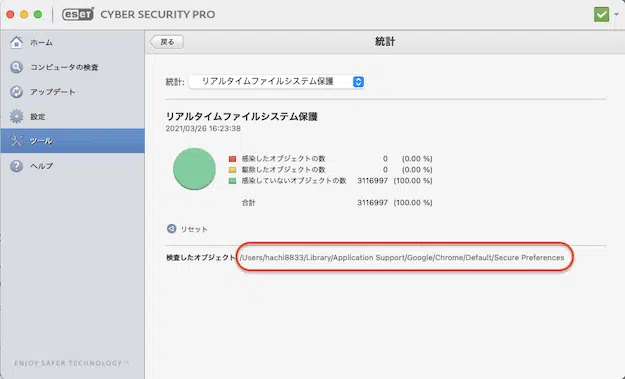 eseт CYBER SECURITY PRO
ホーム
コンピュータの検査
アップデート
設定
ツール
ヘルプ
戻る
統計
統計: リアルタイムファイルシステム保護
リアルタイムファイルシステム保護
2021/03/26 16:23:38
感染したオブジェクトの数 0 (0.00 %)
駆除したオブジェクトの数 0 (0.00 %)
感染していないオブジェクトの数 3116997 (100.00 %)
合計 3116997 (100.00 %)
リセット
検査したオブジェクト /Users/hachi8833/Library/Application Support/Google/Chrome/Default/Secure Preferences
ENJOY SAFER TECHNOLOGY™